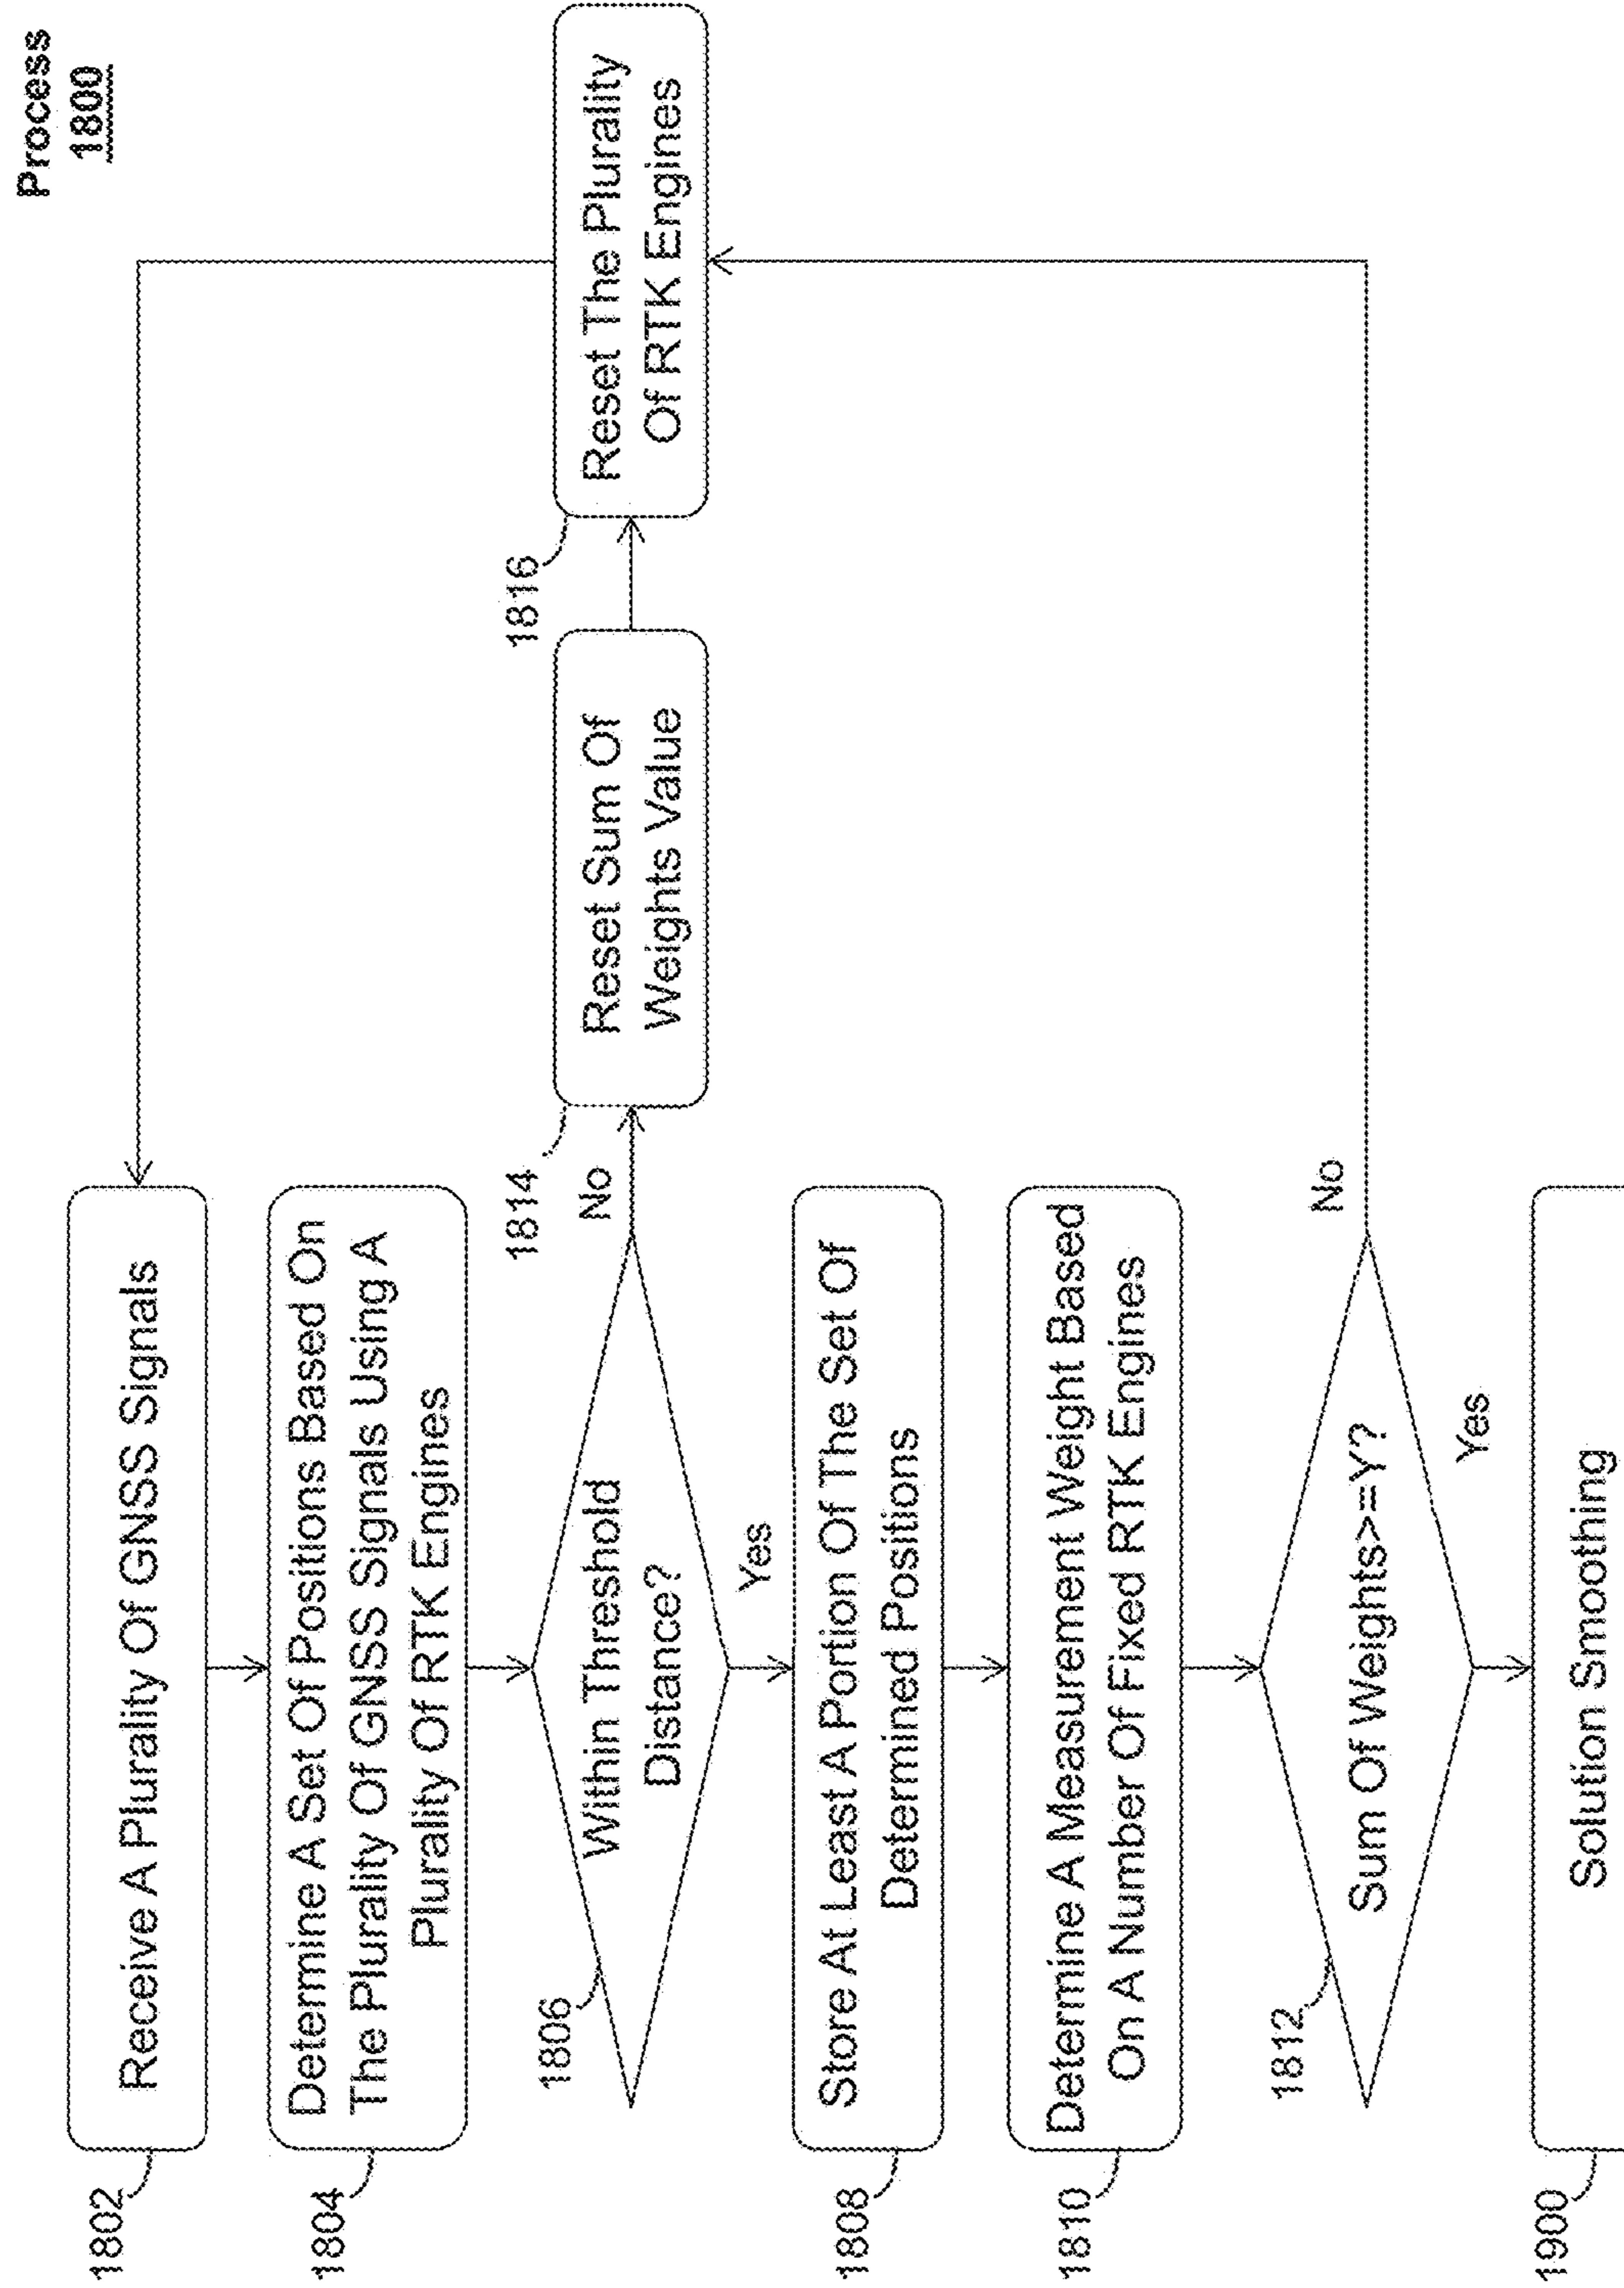 Process
1800
1802
Receive A Plurality Of GNSS Signals
1804
Determine A Set Of Positions Based On
The Plurality Of GNSS Signals Using A
Plurality Of RTK Engines
1806
Within Threshold
Distance?
No
Yes
1814
Reset Sum Of
Weights Value
1816
Reset The Plurality
Of RTK Engines
1808
Store At Least A Portion Of The Set Of
Determined Positions
1810
Determine A Measurement Weight Based
On A Number Of Fixed RTK Engines
1812
Sum Of Weights>=Y?
No
Yes
1900
Solution Smoothing